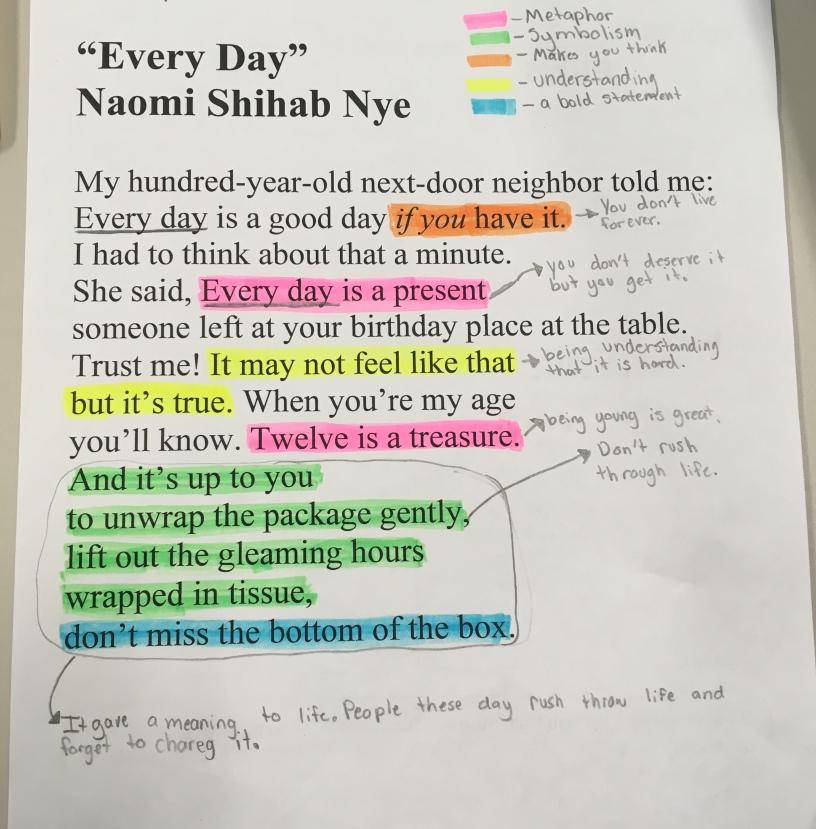 - Metaphor
- Symbolism
- Makes you think
- understanding
- a bold statement
“Every Day”
Naomi Shihab Nye
My hundred-year-old next-door neighbor told me:
Every day is a good day if you have it.
You don't live
forever.
I had to think about that a minute.
She said, Every day is a present
you don't deserve it
but you get it.
someone left at your birthday place at the table.
Trust me! It may not feel like that
being understanding
that it is hard.
but it's true. When you're my age
you'll know. Twelve is a treasure.
being young is great.
And it's up to you
Don't rush
through life.
to unwrap the package gently,
lift out the gleaming hours
wrapped in tissue,
don't miss the bottom of the box.
It gave a meaning to life. People these day rush throw life and
forget to chareg it.